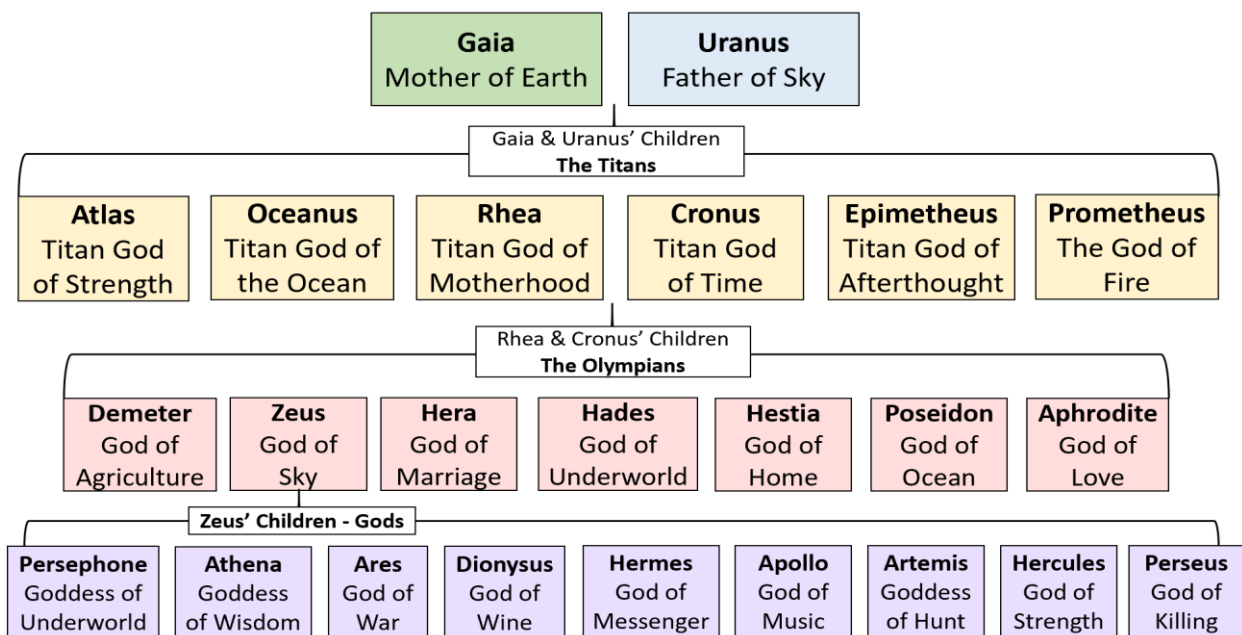 Gaia
Mother of Earth
Uranus
Father of Sky
Gaia & Uranus’ Children
The Titans
Atlas
Titan God
of Strength
Oceanus
Titan God of
the Ocean
Rhea
Titan God of
Motherhood
Cronus
Titan God
of Time
Epimetheus
Titan God of
Afterthought
Prometheus
The God of
Fire
Rhea & Cronus’ Children
The Olympians
Demeter
God of
Agriculture
Zeus
God of
Sky
Hera
God of
Marriage
Hades
God of
Underworld
Hestia
God of
Home
Poseidon
God of
Ocean
Aphrodite
God of
Love
Zeus’ Children - Gods
Persephone
Goddess of
Underworld
Athena
Goddess
of Wisdom
Ares
God of
War
Dionysus
God of
Wine
Hermes
God of
Messenger
Apollo
God of
Music
Artemis
Goddess
of Hunt
Hercules
God of
Strength
Perseus
God of
Killing